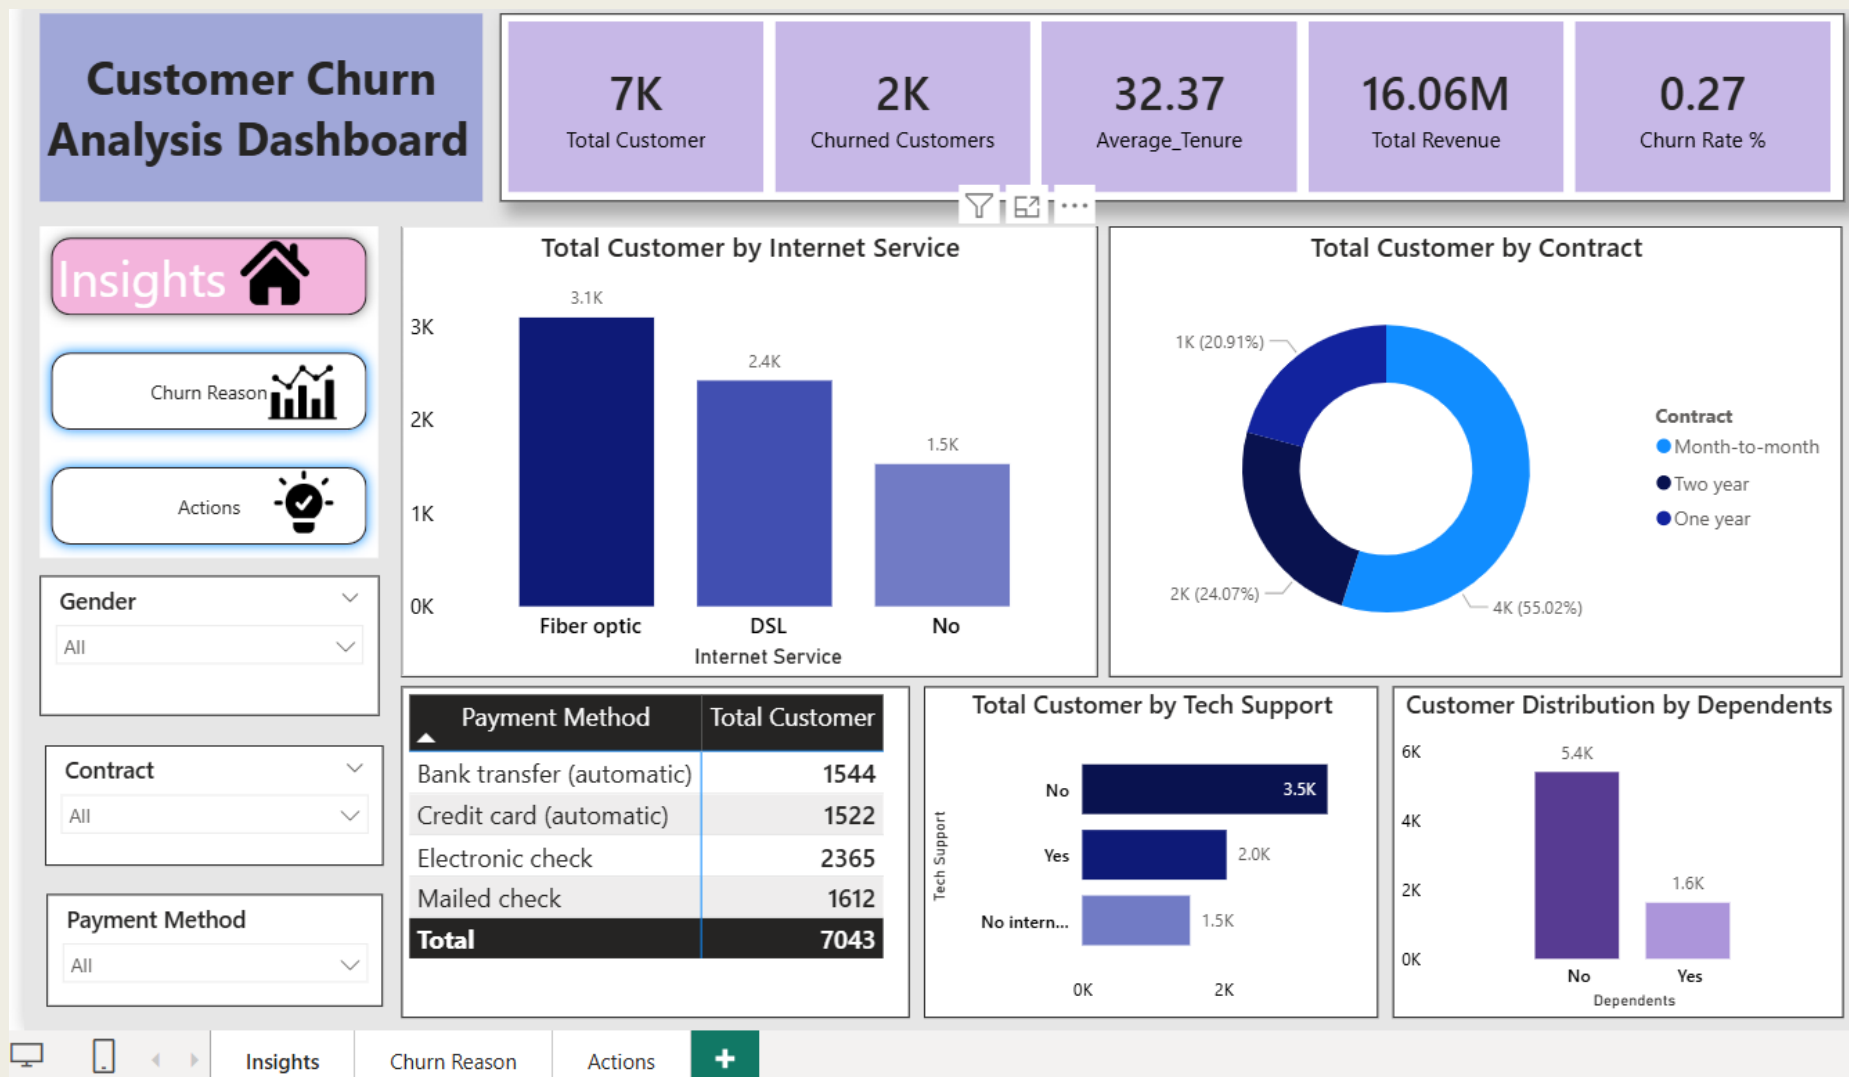 Customer Churn
Analysis Dashboard
7K
Total Customer
2K
Churned Customers
32.37
Average_Tenure
16.06M
Total Revenue
0.27
Churn Rate %
Insights
Churn Reason
Actions
Gender
All
Contract
All
Payment Method
All
Total Customer by Internet Service
3K
2K
1K
0K
3.1K
2.4K
1.5K
Fiber optic
DSL
No
Internet Service
Total Customer by Contract
1K (20.91%)
2K (24.07%)
4K (55.02%)
Contract
Month-to-month
Two year
One year
Payment Method Total Customer
Bank transfer (automatic) 1544
Credit card (automatic) 1522
Electronic check 2365
Mailed check 1612
Total 7043
Total Customer by Tech Support
Tech Support
No 3.5K
Yes 2.0K
No intern... 1.5K
0K 2K
Customer Distribution by Dependents
6K
4K
2K
0K
5.4K
1.6K
No
Yes
Dependents
Insights
Churn Reason
Actions